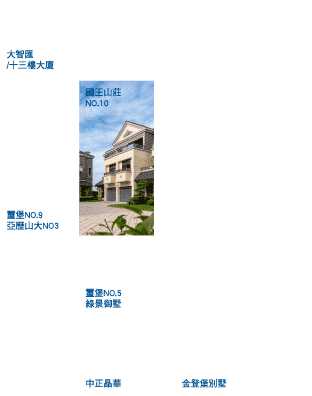 大智匯
/十三樓大廈
國王山莊
NO.10
璽堡NO.9
亞歷山大NO3
璽堡NO.5
綠景御墅
中正晶華
金登堡別墅